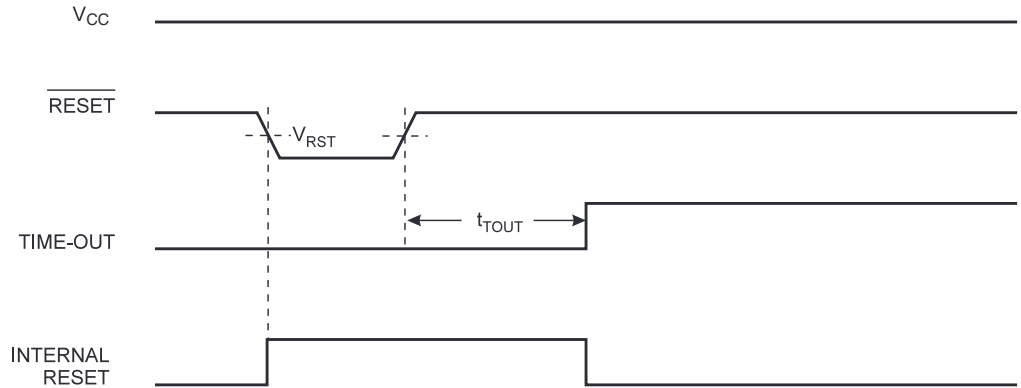 VCC
RESET
VRST
tTOUT
TIME-OUT
INTERNAL
RESET